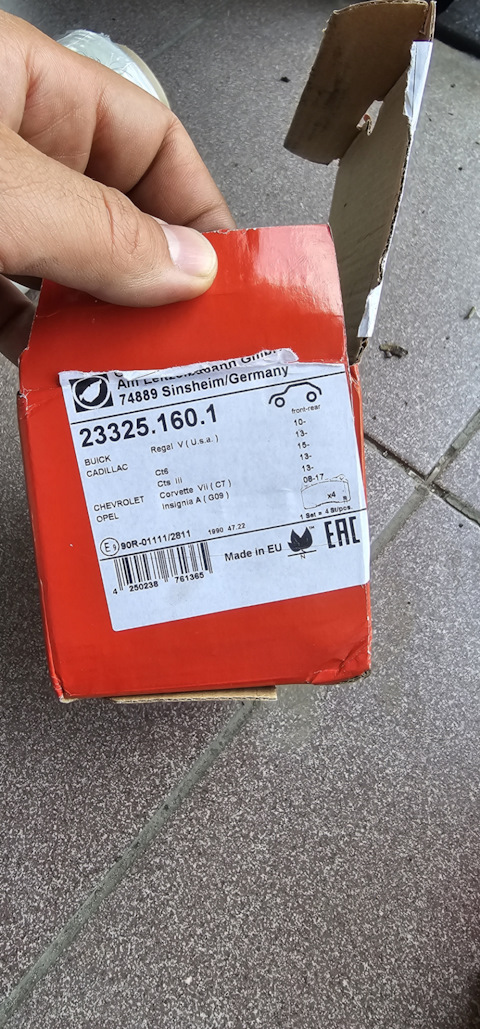 74889 Sinsheim/Germany
23325.160.1
front-rear
BUICK Regal V ( U.s.a. ) 10-
CADILLAC 13-
Ct6 15-
Cts III 13-
CHEVROLET Corvette Vii ( C7 ) 13-
OPEL Insignia A ( G09 ) 08-17
x4
1 Set = 4 St/pcs.
E9 90R-01111/2811 1990 47.22
Made in EU N EAC
4 250238 761365